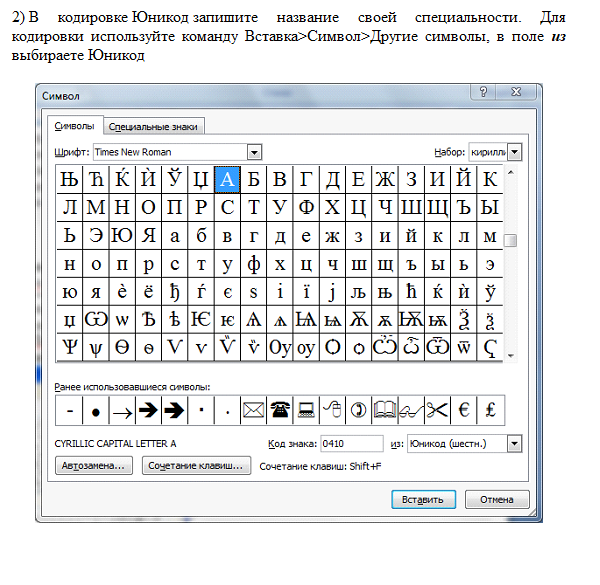 2) В кодировке Юникод запишите название своей специальности. Для
кодировки используйте команду Вставка>Символ>Другие символы, в поле из
выбираете Юникод
Символ
Символы Специальные знаки
Шрифт: Times New Roman Набор: кирилли
Њ Ћ Ќ Ѝ Ў Џ А Б В Г Д Е Ж З И Й К
Л М Н О П Р С Т У Ф Х Ц Ч Ш Щ Ъ Ы
Ь Э Ю Я а б в г д е ж з и й к л м
н о п р с т у ф х ц ч ш щ ъ ы ь э
ю я ѐ ё ђ ѓ є ѕ і ї ј љ њ ћ ќ ѝ ў
џ Ѡ ѡ Ѣ ѣ Ѥ ѥ Ѧ ѧ Ѩ ѩ Ѫ ѫ Ѭ ѭ Ѯ ѯ
Ѱ ѱ Ѳ ѳ Ѵ ѵ Ѷ ѷ Ѹ ѹ Ѻ ѻ Ѽ ѽ Ѿ ѿ Ҁ
Ранее использовавшиеся символы:
- ● → 🡺 🡺 · . ✉ ☎ 💻 🖰 ✆ 🕮 👓 ✂ € £
CYRILLIC CAPITAL LETTER A Код знака: 0410 из: Юникод (шестн.)
Автозамена... Сочетание клавиш... Сочетание клавиш: Shift+F
Вставить Отмена